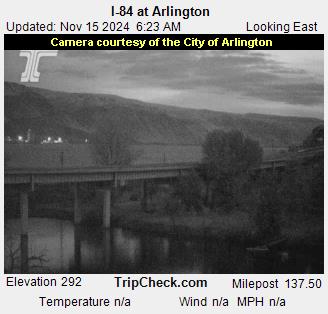 I-84 at Arlington
Updated: Nov 15 2024 6:23 AM Looking East
Camera courtesy of the City of Arlington
Elevation 292 TripCheck.com Milepost 137.50
Temperature n/a Wind n/a MPH n/a